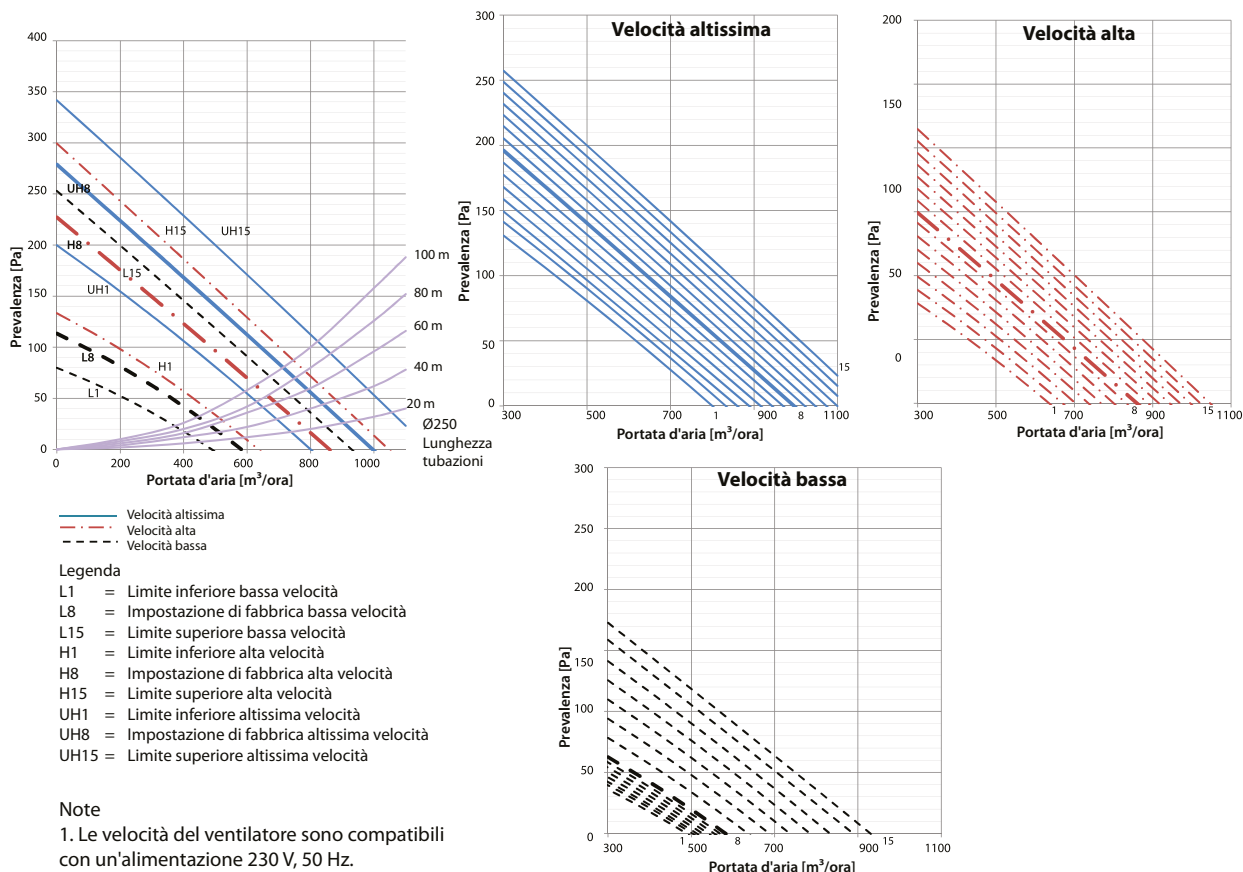 400
350
300
250
200
150
100
50
0
Prevalenza [Pa]
UH8
H8
UH1
L15
H15
UH15
L8
L1
H1
100 m
80 m
60 m
40 m
20 m
Ø250
Lunghezza
tubazioni
0
200
400
600
800
1000
Portata d'aria [m³/ora]
Velocità altissima
300
250
200
150
100
50
0
Prevalenza [Pa]
15
300
500
700
1
900
8
1100
Portata d'aria [m³/ora]
Velocità alta
200
150
100
50
0
Prevalenza [Pa]
300
500
1
700
8
900
15
1100
Portata d'aria [m³/ora]
Velocità altissima
Velocità alta
Velocità bassa
Legenda
L1 = Limite inferiore bassa velocità
L8 = Impostazione di fabbrica bassa velocità
L15 = Limite superiore bassa velocità
H1 = Limite inferiore alta velocità
H8 = Impostazione di fabbrica alta velocità
H15 = Limite superiore alta velocità
UH1 = Limite inferiore altissima velocità
UH8 = Impostazione di fabbrica altissima velocità
UH15 = Limite superiore altissima velocità
Note
1. Le velocità del ventilatore sono compatibili
con un'alimentazione 230 V, 50 Hz.
Velocità bassa
300
250
200
150
100
50
0
Prevalenza [Pa]
300
1
500
8
700
900
15
1100
Portata d'aria [m³/ora]